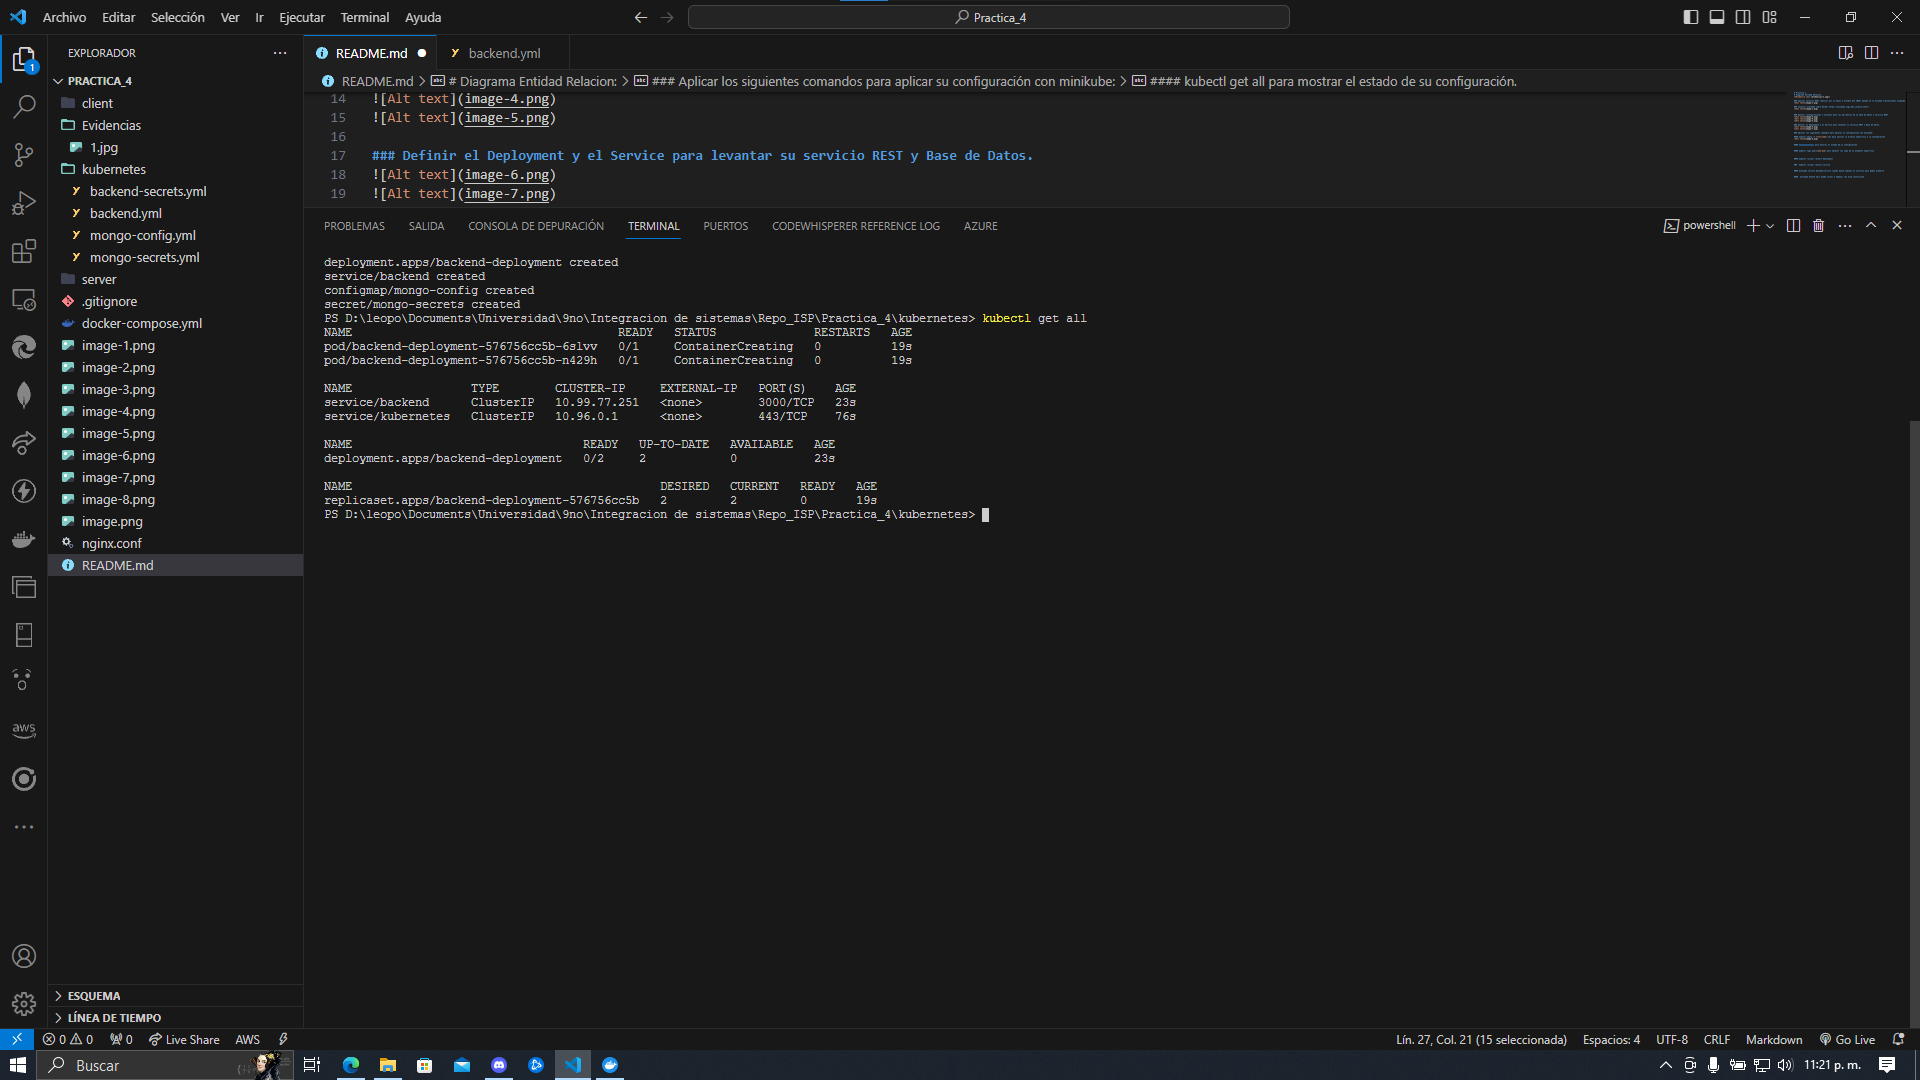 Archivo Editar Selección Ver Ir Ejecutar Terminal Ayuda
Practica_4
EXPLORADOR
README.md
backend.yml
PRACTICA_4
client
Evidencias
1.jpg
kubernetes
backend-secrets.yml
backend.yml
mongo-config.yml
mongo-secrets.yml
server
.gitignore
docker-compose.yml
image-1.png
image-2.png
image-3.png
image-4.png
image-5.png
image-6.png
image-7.png
image-8.png
image.png
nginx.conf
README.md
ESQUEMA
LÍNEA DE TIEMPO
README.md > # Diagrama Entidad Relacion: > ### Aplicar los siguientes comandos para aplicar su configuración con minikube: > #### kubectl get all para mostrar el estado de su configuración.
14 ![Alt text](image-4.png)
15 ![Alt text](image-5.png)
16
17 ### Definir el Deployment y el Service para levantar su servicio REST y Base de Datos.
18 ![Alt text](image-6.png)
19 ![Alt text](image-7.png)
PROBLEMAS SALIDA CONSOLA DE DEPURACIÓN TERMINAL PUERTOS CODEWHISPERER REFERENCE LOG AZURE
powershell
deployment.apps/backend-deployment created
service/backend created
configmap/mongo-config created
secret/mongo-secrets created
PS D:\leopo\Documents\Universidad\9no\Integracion de sistemas\Repo_ISP\Practica_4\kubernetes> kubectl get all
NAME READY STATUS RESTARTS AGE
pod/backend-deployment-576756cc5b-6slvv 0/1 ContainerCreating 0 19s
pod/backend-deployment-576756cc5b-n429h 0/1 ContainerCreating 0 19s
NAME TYPE CLUSTER-IP EXTERNAL-IP PORT(S) AGE
service/backend ClusterIP 10.99.77.251 <none> 3000/TCP 23s
service/kubernetes ClusterIP 10.96.0.1 <none> 443/TCP 76s
NAME READY UP-TO-DATE AVAILABLE AGE
deployment.apps/backend-deployment 0/2 2 0 23s
NAME DESIRED CURRENT READY AGE
replicaset.apps/backend-deployment-576756cc5b 2 2 0 19s
PS D:\leopo\Documents\Universidad\9no\Integracion de sistemas\Repo_ISP\Practica_4\kubernetes>
1
aws
0 0 0 Live Share AWS
Lín. 27, Col. 21 (15 seleccionada) Espacios: 4 UTF-8 CRLF Markdown Go Live
Buscar
11:21 p. m.